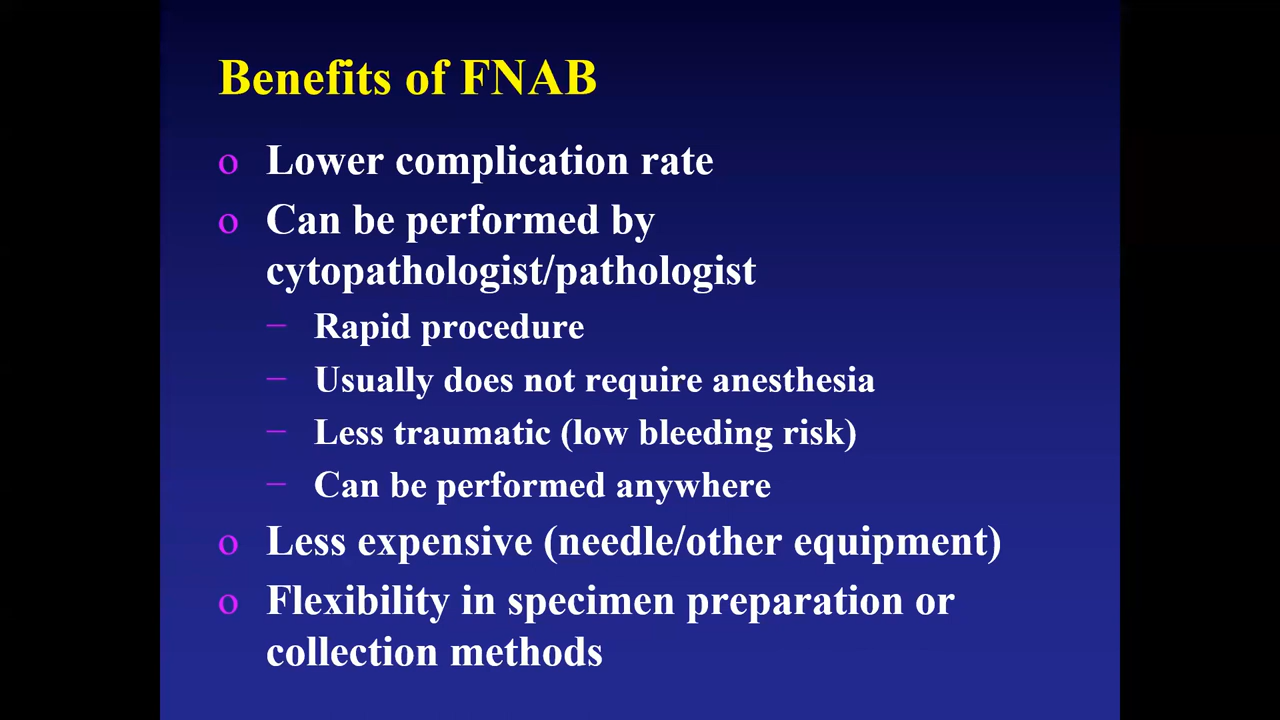 Benefits of FNAB
o Lower complication rate
o Can be performed by
cytopathologist/pathologist
– Rapid procedure
– Usually does not require anesthesia
– Less traumatic (low bleeding risk)
– Can be performed anywhere
o Less expensive (needle/other equipment)
o Flexibility in specimen preparation or
collection methods